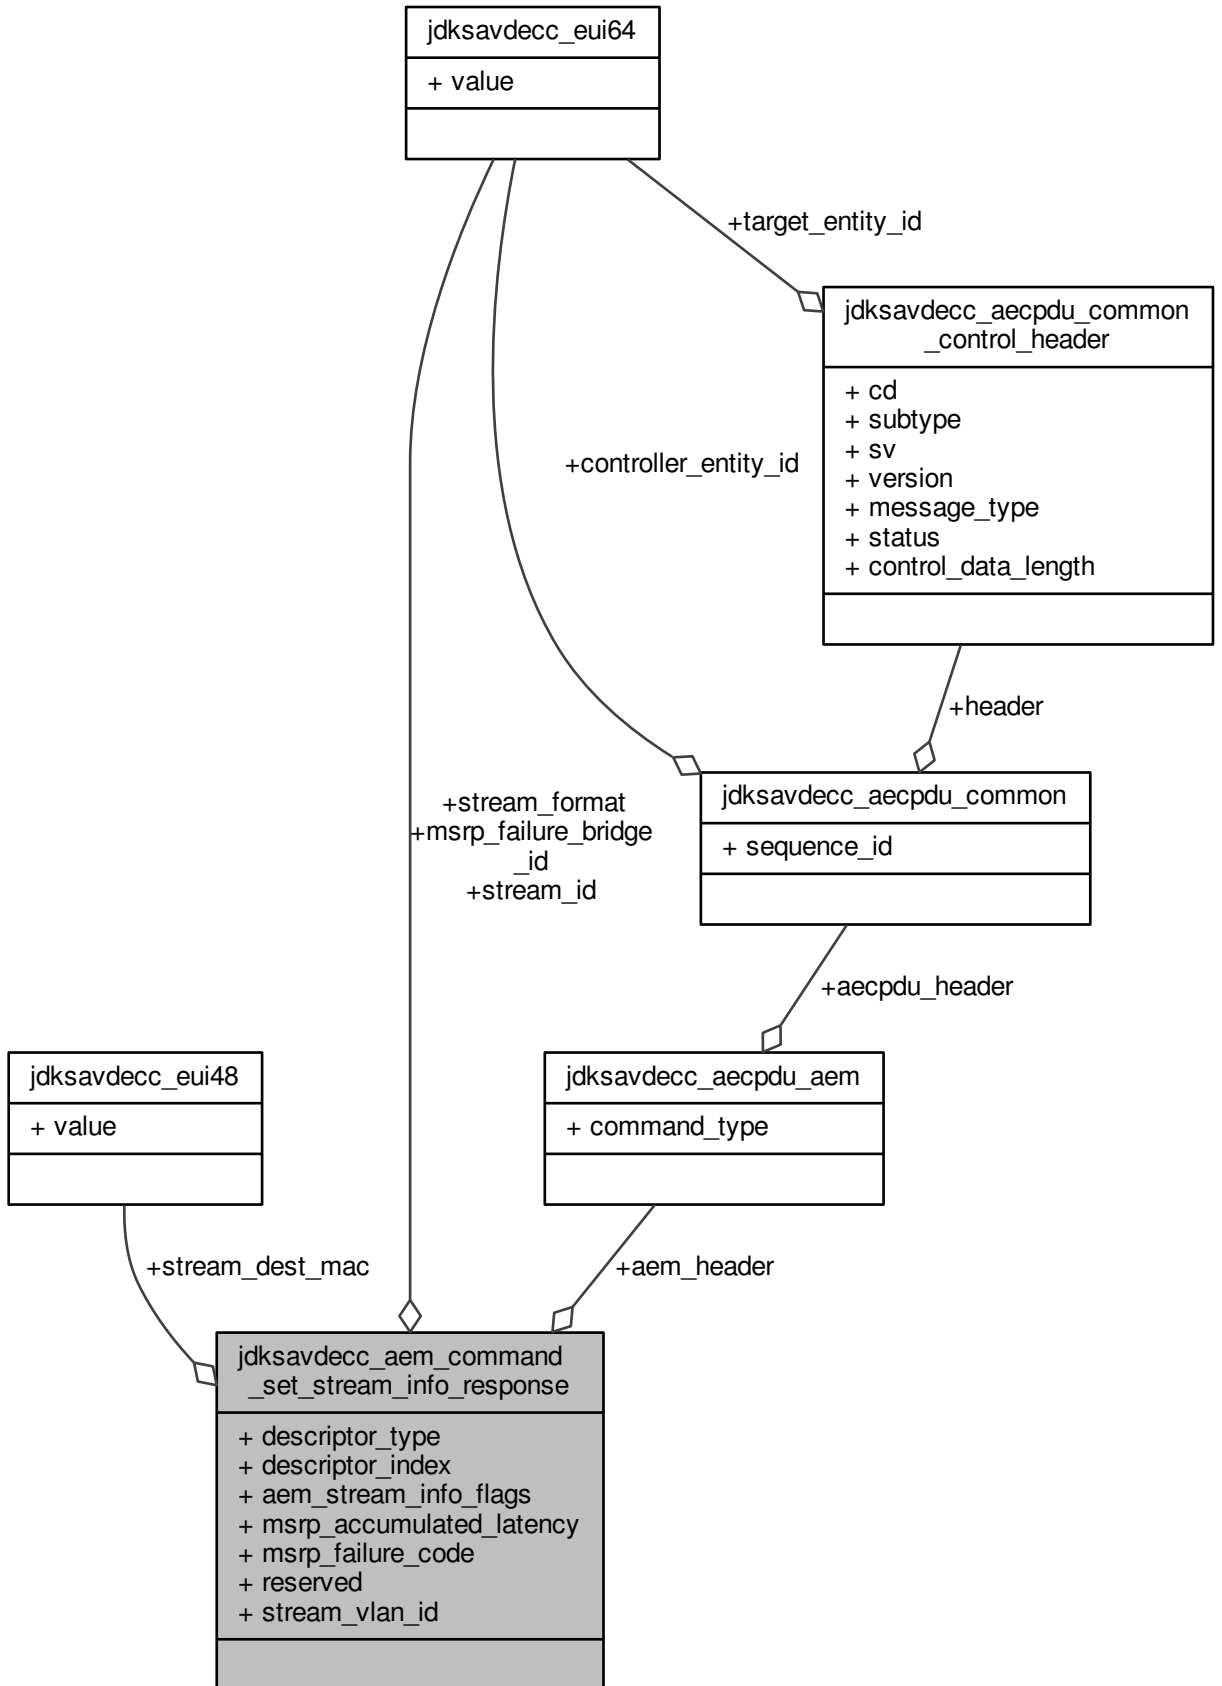 jdksavdecc_eui64
+ value
+target_entity_id
jdksavdecc_aecpdu_common
_control_header
+ cd
+ subtype
+ sv
+ version
+ message_type
+ status
+ control_data_length
+controller_entity_id
+header
+stream_format
+msrp_failure_bridge
_id
+stream_id
jdksavdecc_aecpdu_common
+ sequence_id
+aecpdu_header
jdksavdecc_eui48
+ value
jdksavdecc_aecpdu_aem
+ command_type
+stream_dest_mac
+aem_header
jdksavdecc_aem_command
_set_stream_info_response
+ descriptor_type
+ descriptor_index
+ aem_stream_info_flags
+ msrp_accumulated_latency
+ msrp_failure_code
+ reserved
+ stream_vlan_id